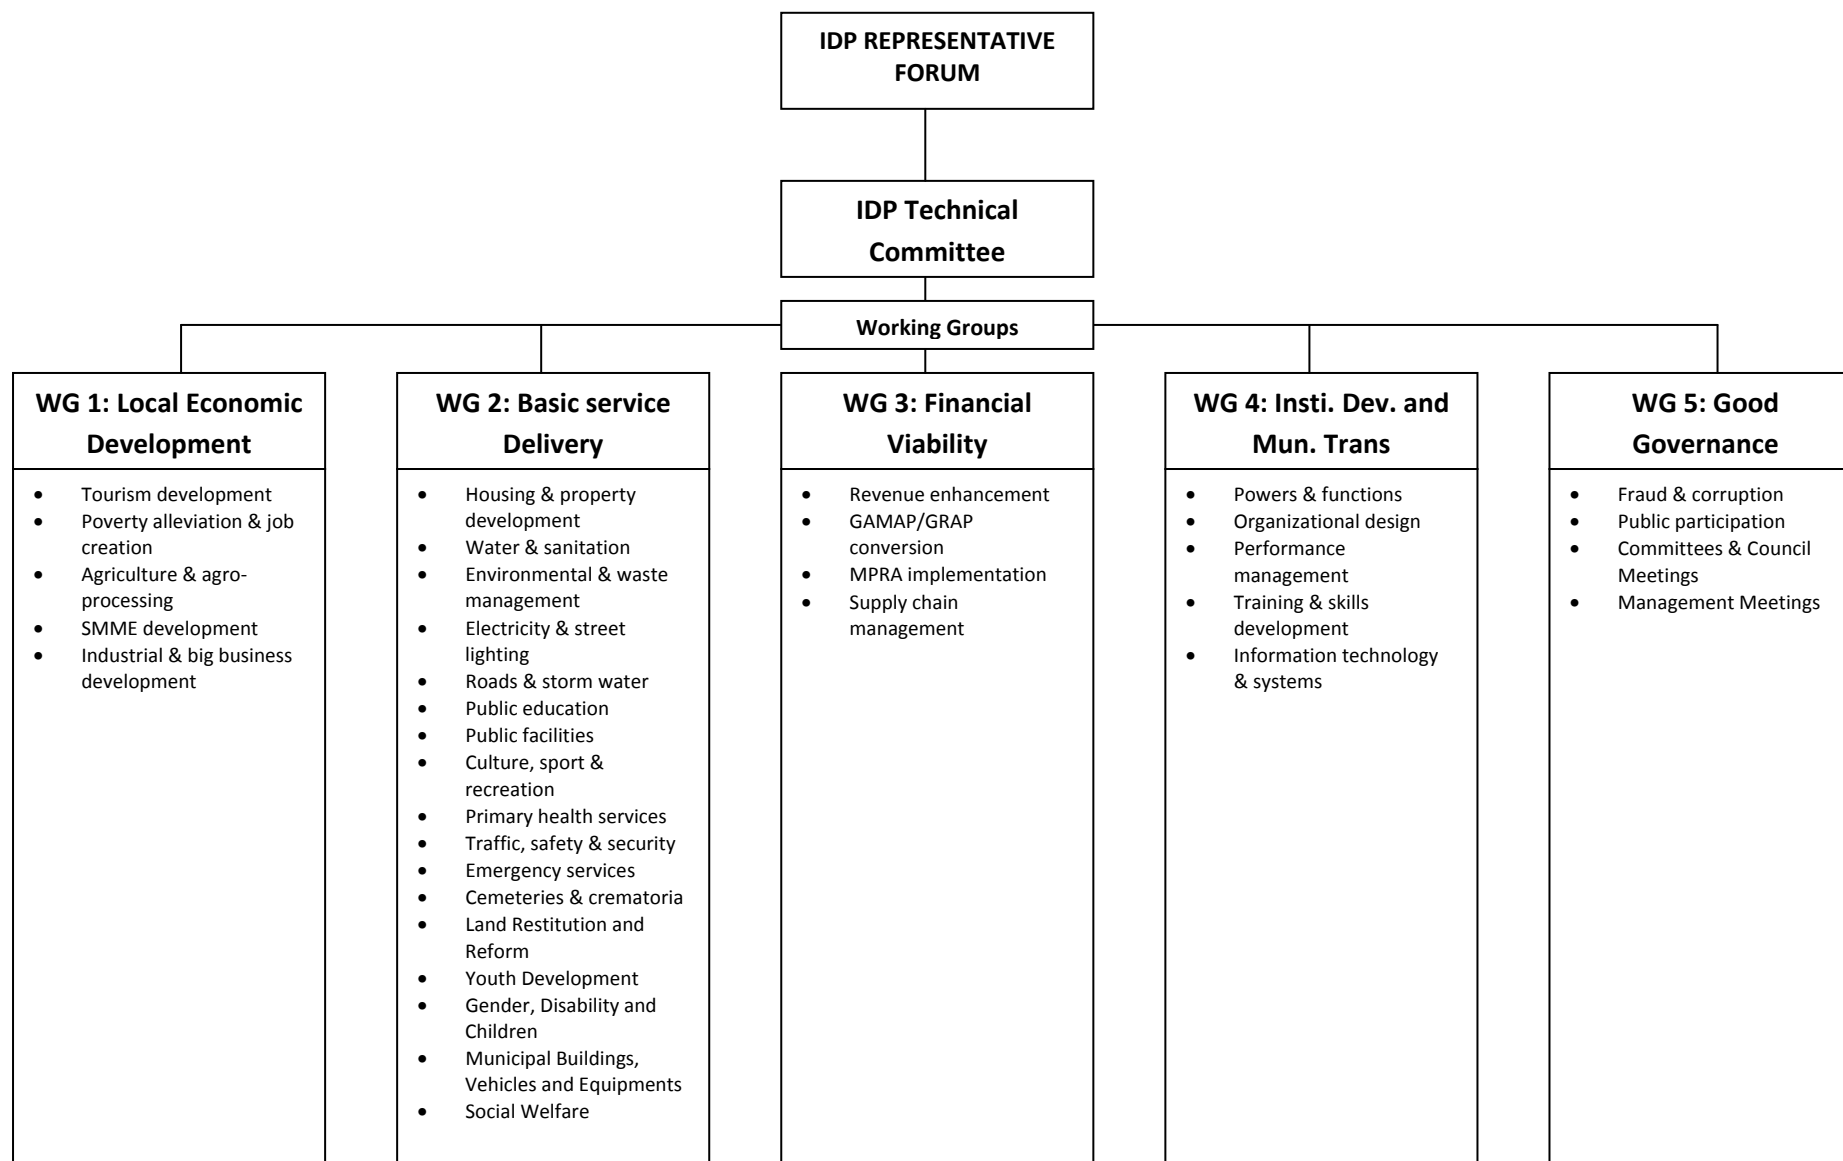 IDP REPRESENTATIVE
FORUM
IDP Technical
Committee
Working Groups
WG 1: Local Economic
Development
• Tourism development
• Poverty alleviation & job
creation
• Agriculture & agro-
processing
• SMME development
• Industrial & big business
development
WG 2: Basic service
Delivery
• Housing & property
development
• Water & sanitation
• Environmental & waste
management
• Electricity & street
lighting
• Roads & storm water
• Public education
• Public facilities
• Culture, sport &
recreation
• Primary health services
• Traffic, safety & security
• Emergency services
• Cemeteries & crematoria
• Land Restitution and
Reform
• Youth Development
• Gender, Disability and
Children
• Municipal Buildings,
Vehicles and Equipments
• Social Welfare
WG 3: Financial
Viability
• Revenue enhancement
• GAMAP/GRAP
conversion
• MPRA implementation
• Supply chain
management
WG 4: Insti. Dev. and
Mun. Trans
• Powers & functions
• Organizational design
• Performance
management
• Training & skills
development
• Information technology
& systems
WG 5: Good
Governance
• Fraud & corruption
• Public participation
• Committees & Council
Meetings
• Management Meetings